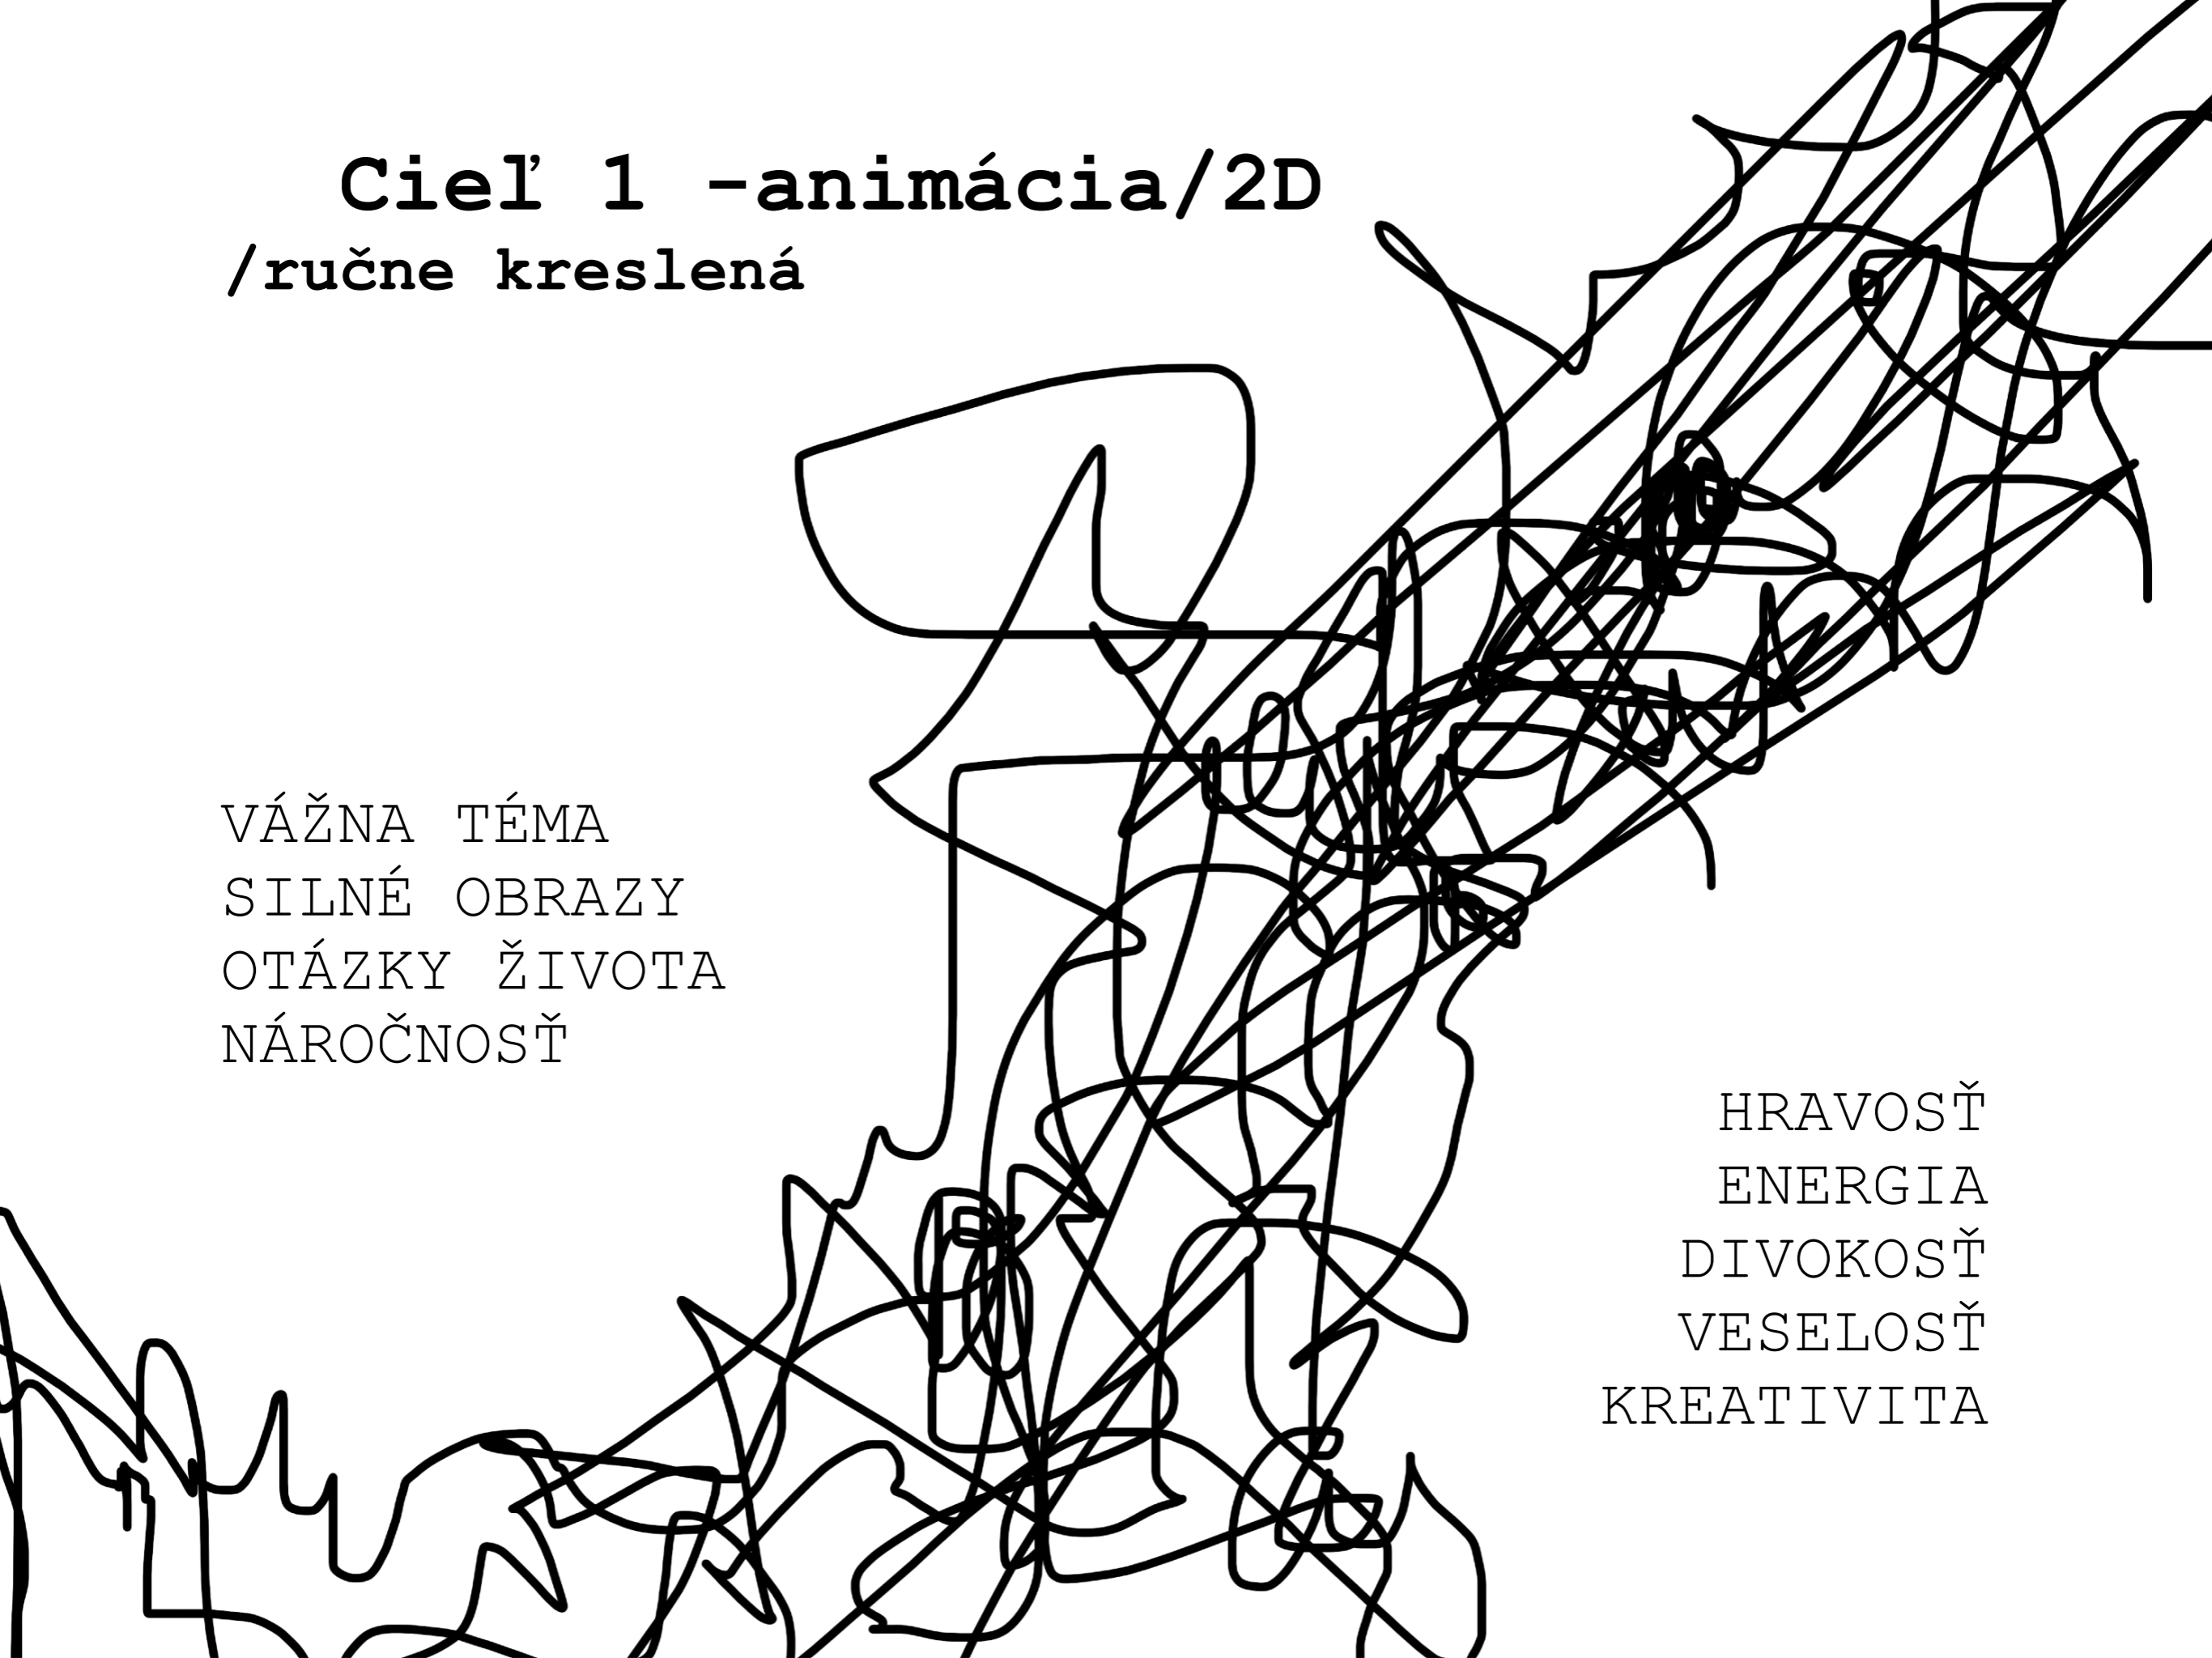 Cieľ 1 -animácia/2D
/ručne kreslená
VÁŽNA TÉMA
SILNÉ OBRAZY
OTÁZKY ŽIVOTA
NÁROČNOSŤ
HRAVOSŤ
ENERGIA
DIVOKOSŤ
VESELOSŤ
KREATIVITA